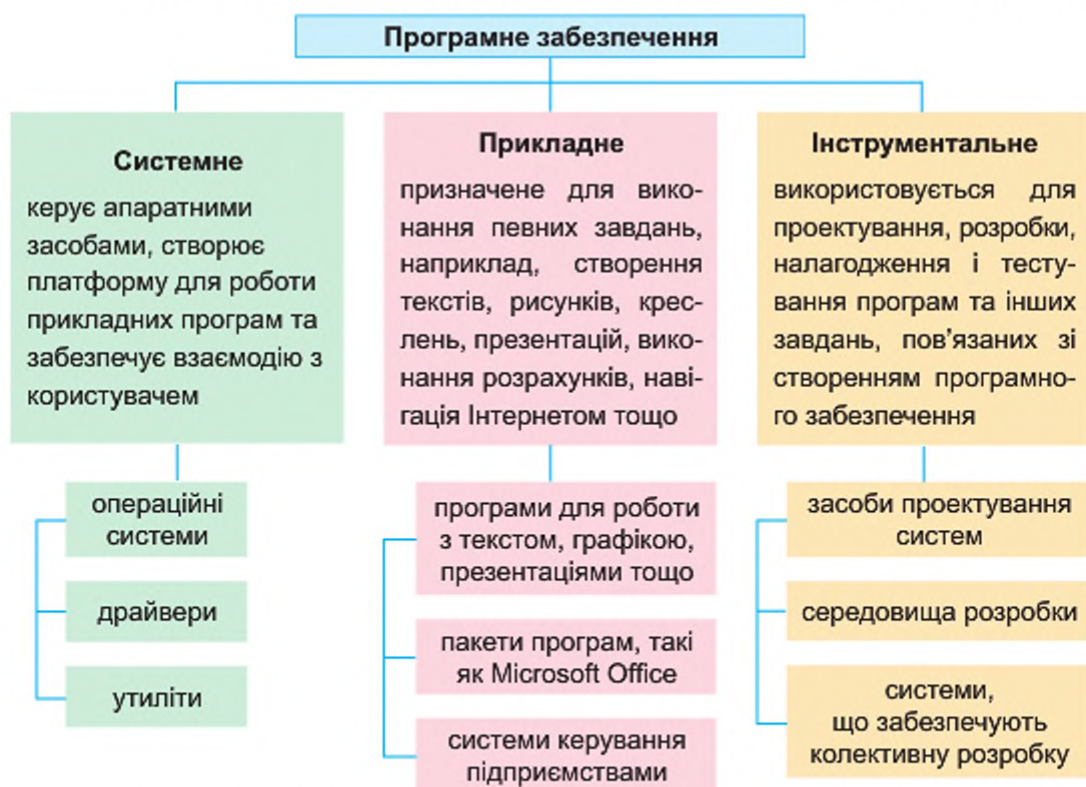 Програмне забезпечення
Системне
керує апаратними
засобами, створює
платформу для роботи
прикладних програм та
забезпечує взаємодію з
користувачем
операційні
системи
драйвери
утиліти
Прикладне
призначене для вико-
нання певних завдань,
наприклад, створення
текстів, рисунків, крес-
лень, презентацій, вико-
нання розрахунків, наві-
гація Інтернетом тощо
програми для роботи
з текстом, графікою,
презентаціями тощо
пакети програм, такі
як Microsoft Office
системи керування
підприємствами
Інструментальне
використовується для
проектування, розробки,
налагодження і тесту-
вання програм та інших
завдань, пов'язаних зі
створенням програмно-
го забезпечення
засоби проектування
систем
середовища розробки
системи,
що забезпечують
колективну розробку